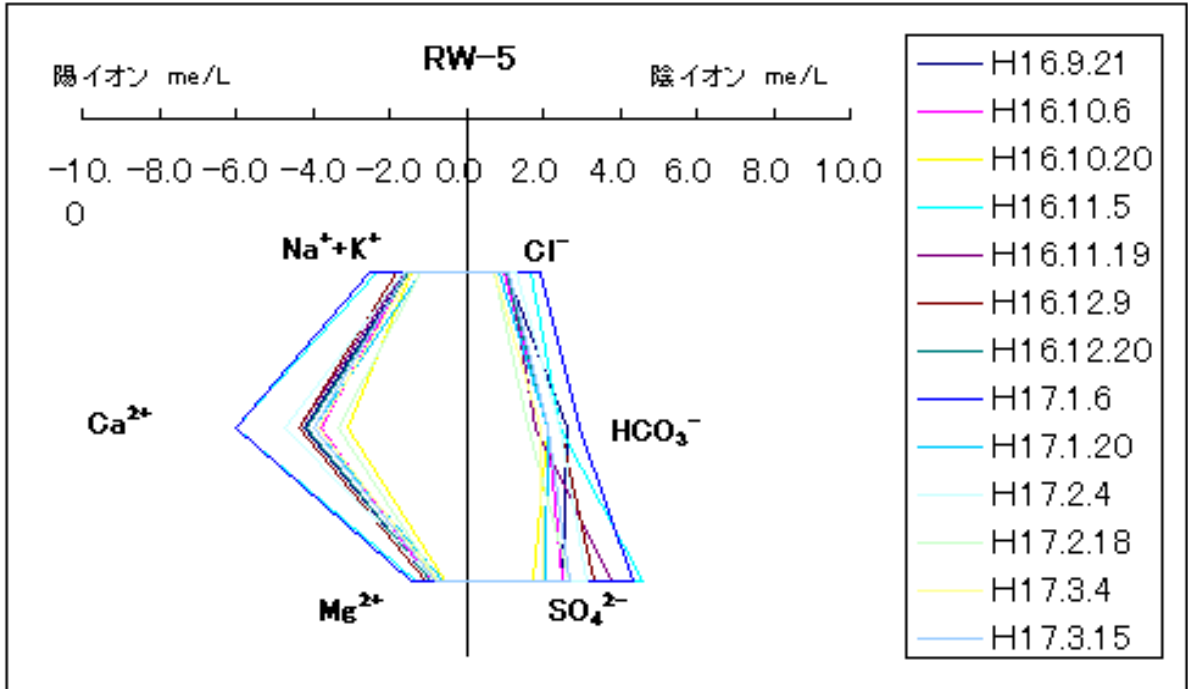 RW-5
陽イオン me/L
陰イオン me/L
-10.0 -8.0 -6.0 -4.0 -2.0 0.0 2.0 4.0 6.0 8.0 10.0
Na⁺+K⁺
Cl⁻
Ca²⁺
HCO₃⁻
Mg²⁺
SO₄²⁻
H16.9.21
H16.10.6
H16.10.20
H16.11.5
H16.11.19
H16.12.9
H16.12.20
H17.1.6
H17.1.20
H17.2.4
H17.2.18
H17.3.4
H17.3.15